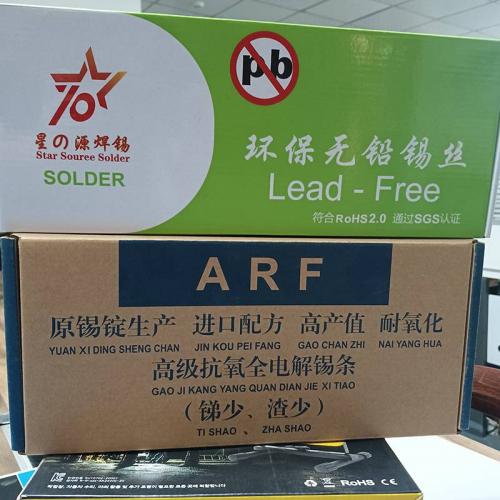 pb
70
星の源焊锡
Star Souree Solder
SOLDER
环保无铅锡丝
Lead - Free
符合RoHS2.0 通过SGS认证
ARF
原锡锭生产 进口配方 高产值 耐氧化
YUAN XI DING SHENG CHAN JIN KOU PEI FANG GAO CHAN ZHI NAI YANG HUA
高级抗氧全电解锡条
GAO JI KANG YANG QUAN DIAN JIE XI TIAO
（锑少、渣少）
TI SHAO 、 ZHA SHAO
RoHS CE